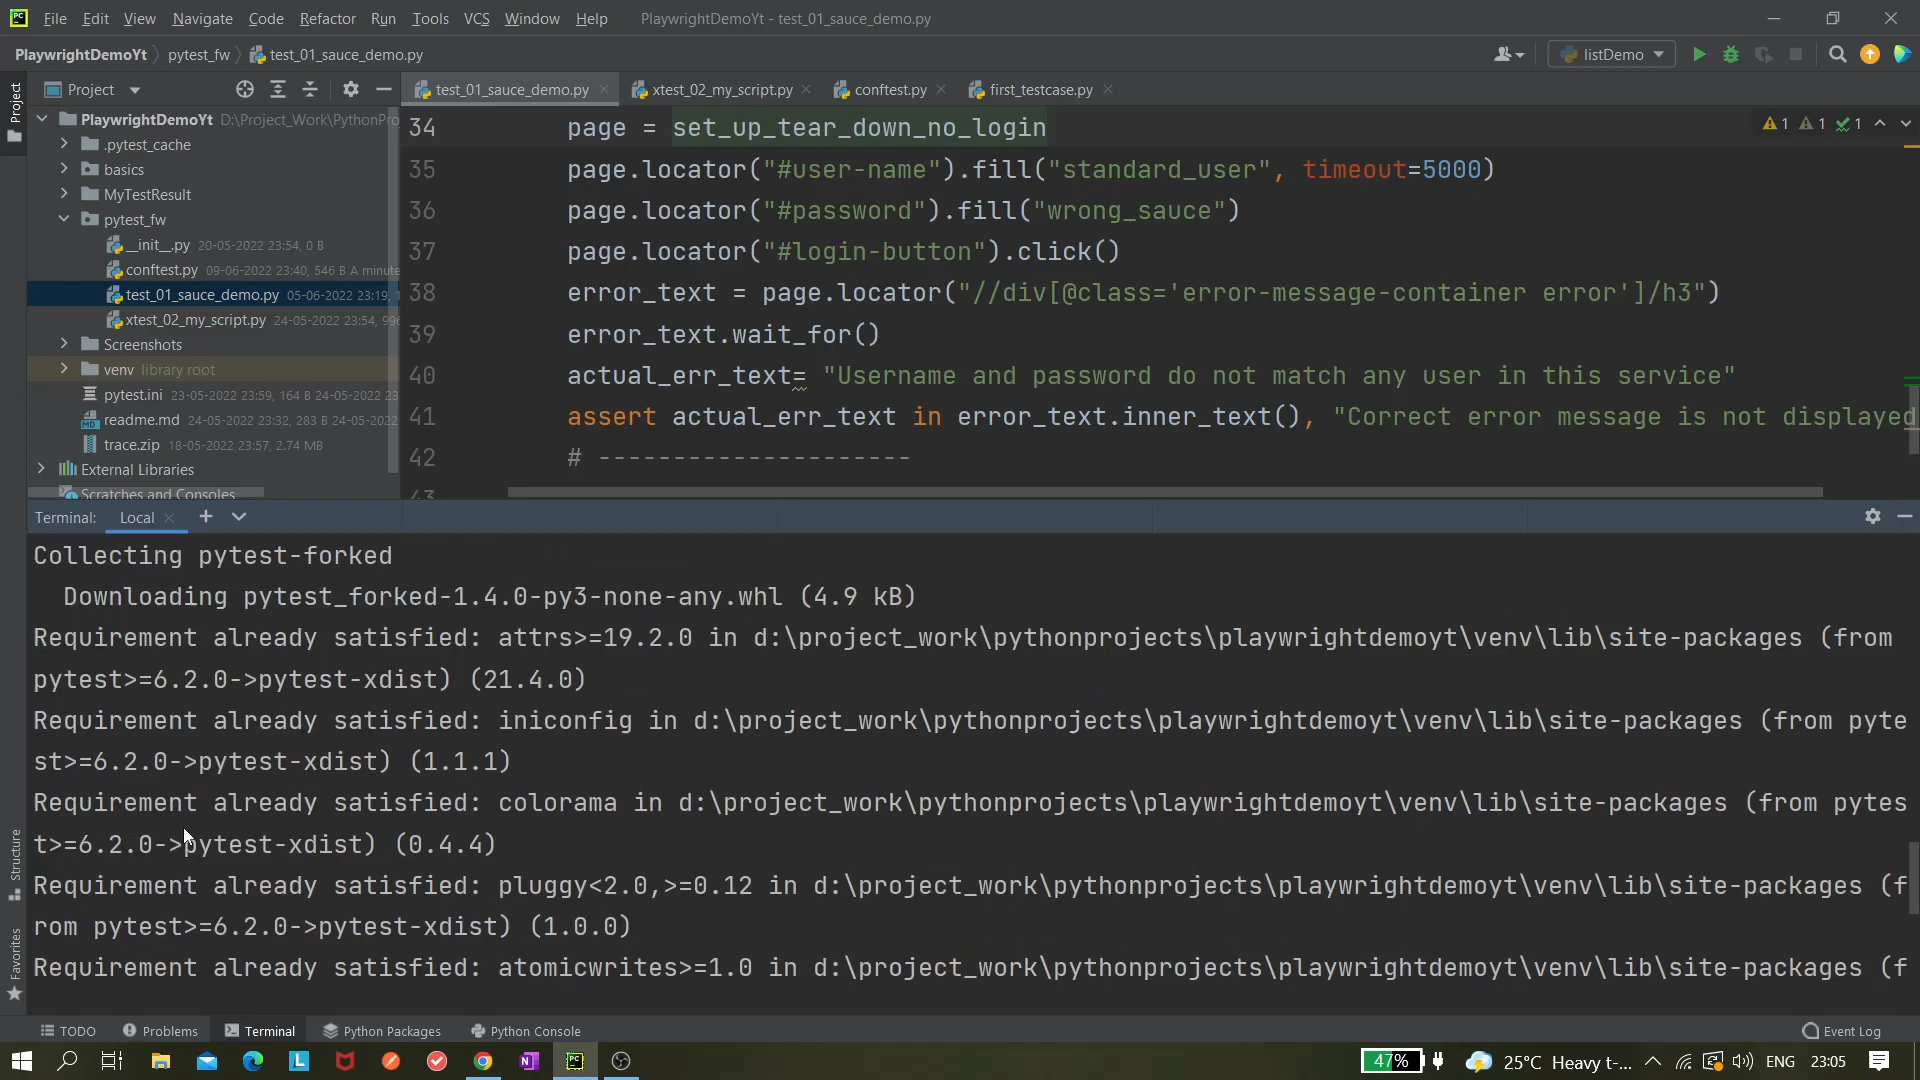 File Edit View Navigate Code Refactor Run Tools VCS Window Help PlaywrightDemoYt - test_01_sauce_demo.py
PlaywrightDemoYt pytest_fw test_01_sauce_demo.py
listDemo
Project
test_01_sauce_demo.py
xtest_02_my_script.py
conftest.py
first_testcase.py
Project
PlaywrightDemoYt D:\Project_Work\PythonPro
.pytest_cache
basics
MyTestResult
pytest_fw
__init__.py 20-05-2022 23:54, 0 B
conftest.py 09-06-2022 23:40, 546 B A minute
test_01_sauce_demo.py 05-06-2022 23:19,
xtest_02_my_script.py 24-05-2022 23:54, 996
Screenshots
venv library root
pytest.ini 23-05-2022 23:59, 164 B 24-05-2022 23
readme.md 24-05-2022 23:32, 283 B 24-05-2022
trace.zip 18-05-2022 23:57, 2.74 MB
External Libraries
Scratches and Consoles
1 1 1
34 page = set_up_tear_down_no_login
35 page.locator("#user-name").fill("standard_user", timeout=5000)
36 page.locator("#password").fill("wrong_sauce")
37 page.locator("#login-button").click()
38 error_text = page.locator("//div[@class='error-message-container error']/h3")
39 error_text.wait_for()
40 actual_err_text= "Username and password do not match any user in this service"
41 assert actual_err_text in error_text.inner_text(), "Correct error message is not displayed
42 # ---------------------
43
Terminal: Local
Collecting pytest-forked
Downloading pytest_forked-1.4.0-py3-none-any.whl (4.9 kB)
Requirement already satisfied: attrs>=19.2.0 in d:\project_work\pythonprojects\playwrightdemoyt\venv\lib\site-packages (from
pytest>=6.2.0->pytest-xdist) (21.4.0)
Requirement already satisfied: iniconfig in d:\project_work\pythonprojects\playwrightdemoyt\venv\lib\site-packages (from pyte
st>=6.2.0->pytest-xdist) (1.1.1)
Requirement already satisfied: colorama in d:\project_work\pythonprojects\playwrightdemoyt\venv\lib\site-packages (from pytes
t>=6.2.0->pytest-xdist) (0.4.4)
Requirement already satisfied: pluggy<2.0,>=0.12 in d:\project_work\pythonprojects\playwrightdemoyt\venv\lib\site-packages (f
rom pytest>=6.2.0->pytest-xdist) (1.0.0)
Requirement already satisfied: atomicwrites>=1.0 in d:\project_work\pythonprojects\playwrightdemoyt\venv\lib\site-packages (f
Structure
Favorites
TODO Problems Terminal Python Packages Python Console Event Log
47% 25°C Heavy t-... ENG 23:05